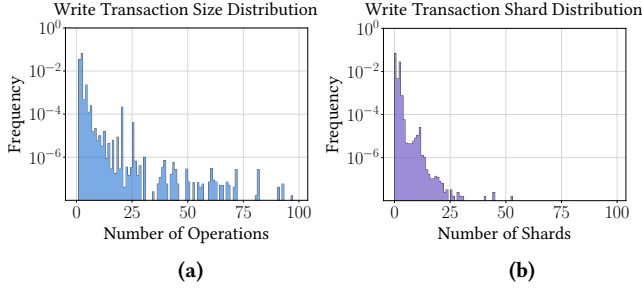 Write Transaction Size Distribution
10^0
10^−2
10^−4
10^−6
Frequency
0 25 50 75 100
Number of Operations
(a)
Write Transaction Shard Distribution
10^0
10^−2
10^−4
10^−6
Frequency
0 25 50 75 100
Number of Shards
(b)